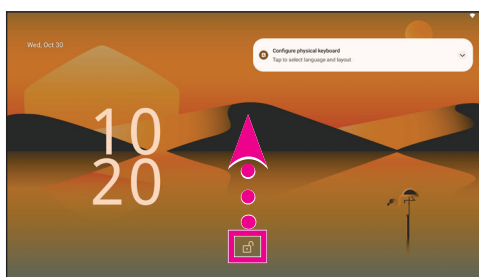 Wed, Oct 30
Configure physical keyboard
Tap to select language and layout
10
20